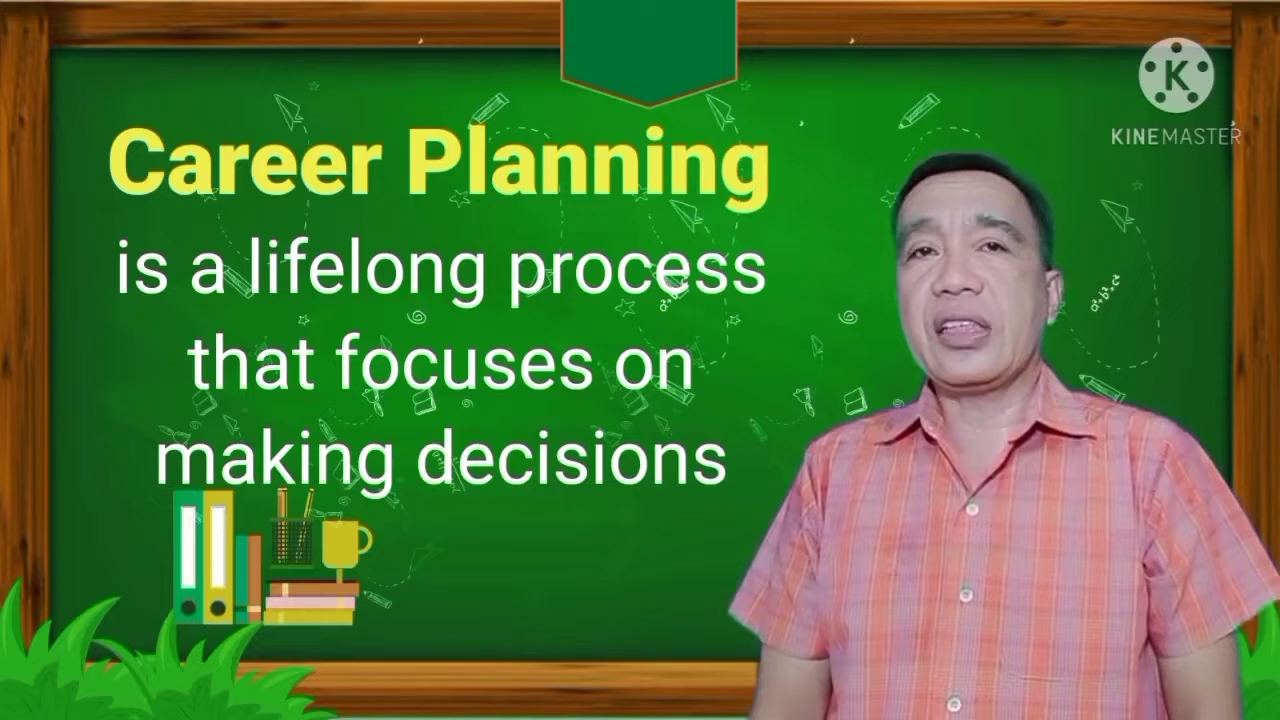 Career Planning
is a lifelong process
that focuses on
making decisions
K
KINEMASTER